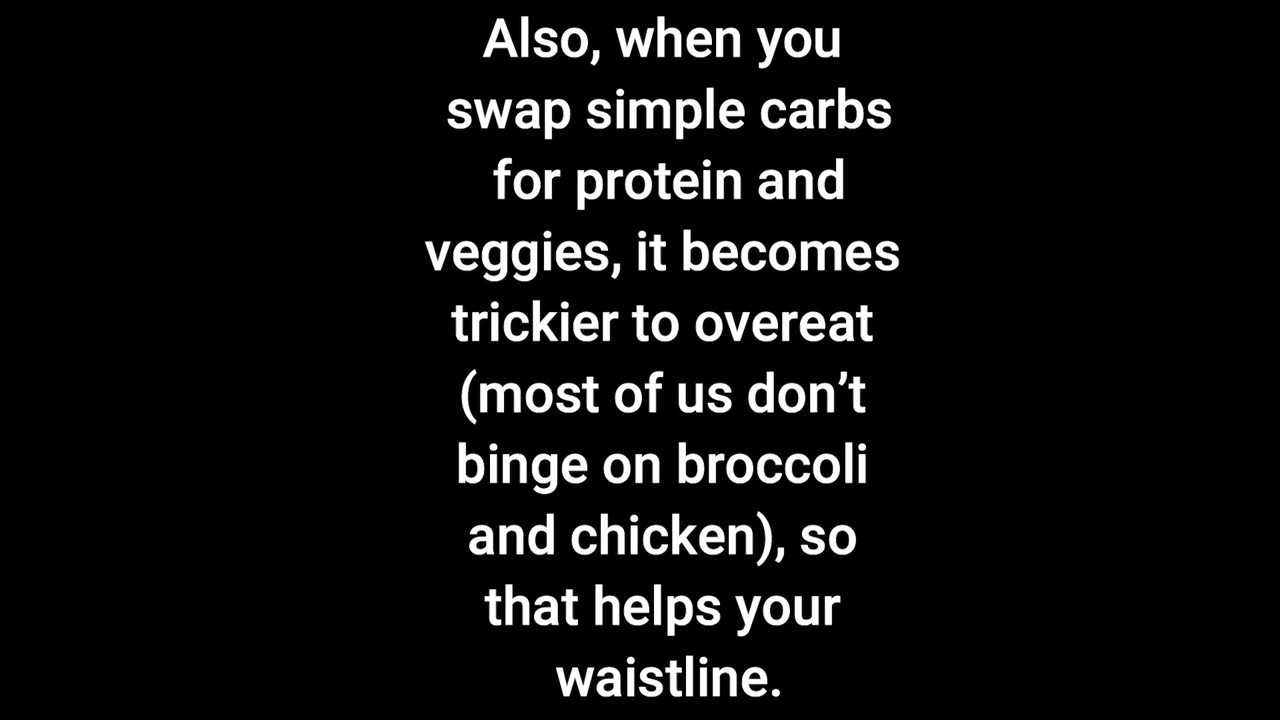 Also, when you
swap simple carbs
for protein and
veggies, it becomes
trickier to overeat
(most of us don’t
binge on broccoli
and chicken), so
that helps your
waistline.